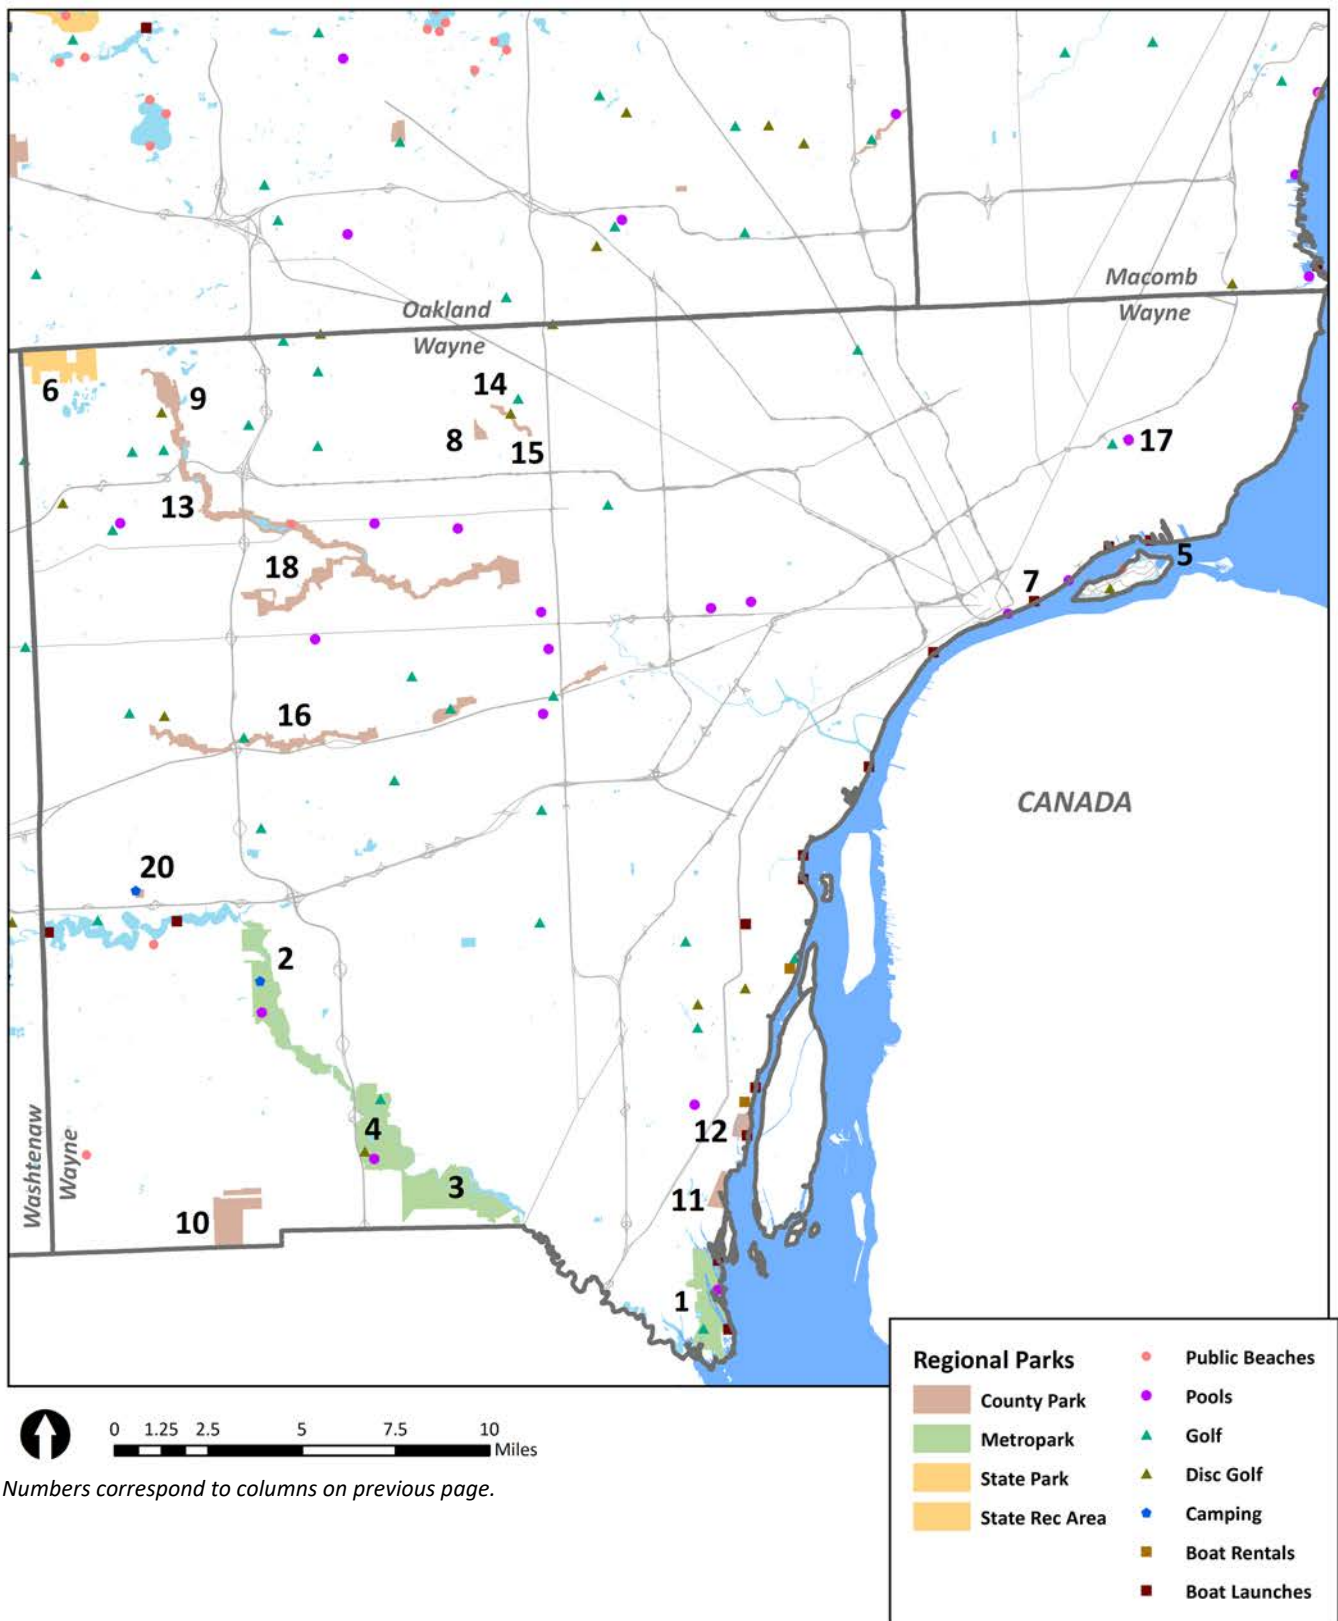 Oakland
Wayne
Macomb
Wayne
6
9
14
8
15
17
13
18
5
7
16
CANADA
20
2
4
3
12
11
10
1
Washtenaw
Wayne
Regional Parks
County Park
Metropark
State Park
State Rec Area
Public Beaches
Pools
Golf
Disc Golf
Camping
Boat Rentals
Boat Launches
0 1.25 2.5 5 7.5 10
Miles
Numbers correspond to columns on previous page.